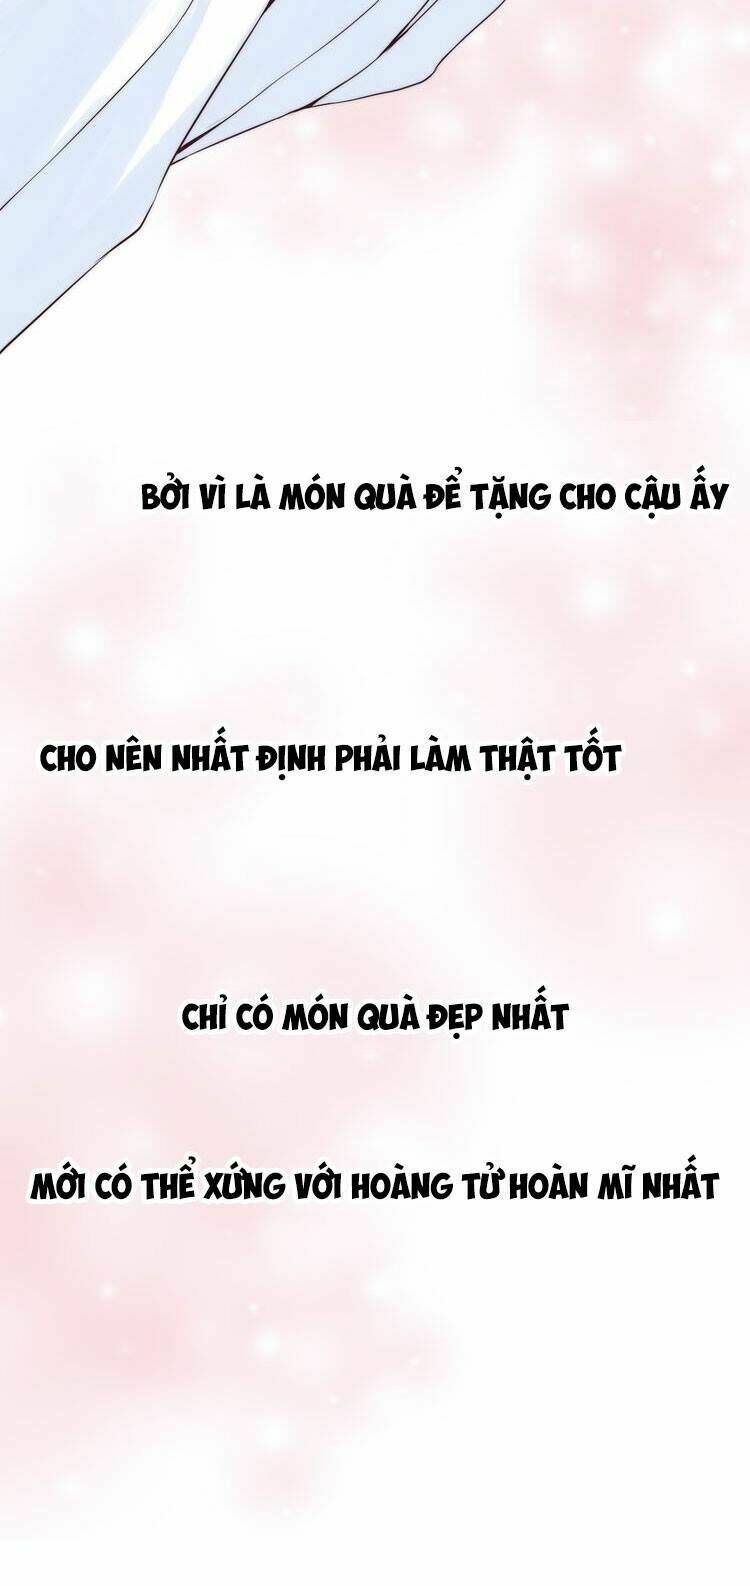 BỞI VÌ LÀ MÓN QUÀ ĐỂ TẶNG CHO CẬU ẤY
CHO NÊN NHẤT ĐỊNH PHẢI LÀM THẬT TỐT
CHỈ CÓ MÓN QUÀ ĐẸP NHẤT
MỚI CÓ THỂ XỨNG VỚI HOÀNG TỬ HOÀN MĨ NHẤT